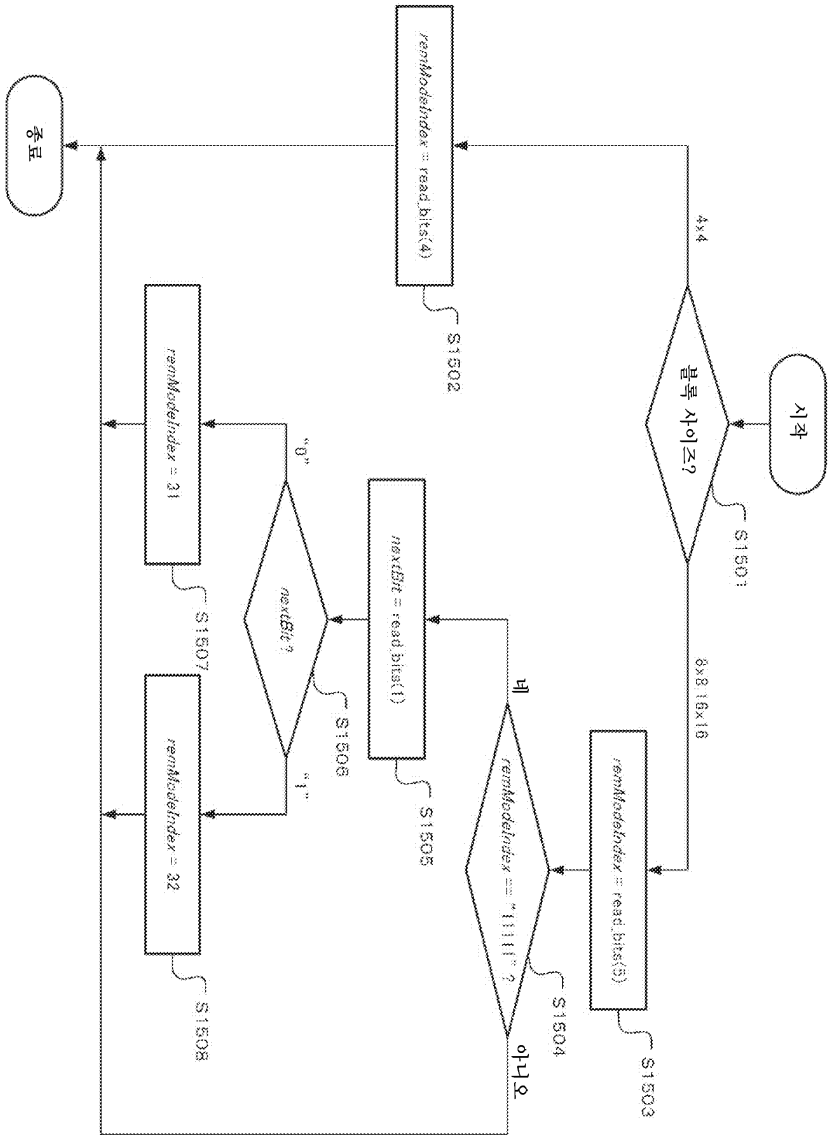 시작
블록 사이즈?
S1501
4x4
8x8 16x16
remModeIndex = read_bits(4)
S1502
remModeIndex = read_bits(5)
S1503
remModeIndex == "11111" ?
S1504
네
아니오
nextBit = read_bits(1)
S1505
nextBit ?
S1506
"0"
"1"
remModeIndex = 31
S1507
remModeIndex = 32
S1508
종료